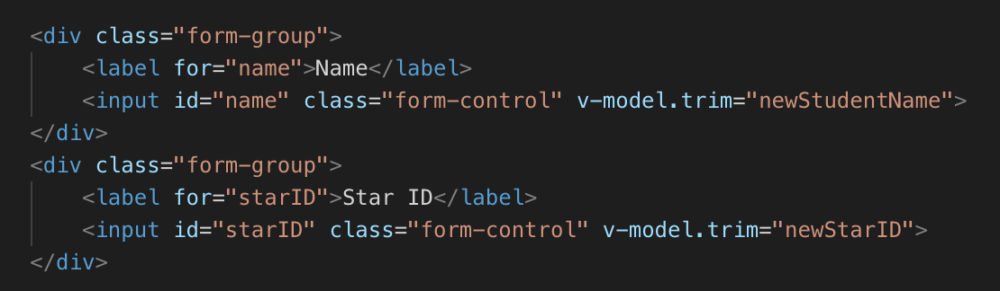 <div class="form-group">
    <label for="name">Name</label>
    <input id="name" class="form-control" v-model.trim="newStudentName">
</div>
<div class="form-group">
    <label for="starID">Star ID</label>
    <input id="starID" class="form-control" v-model.trim="newStarID">
</div>